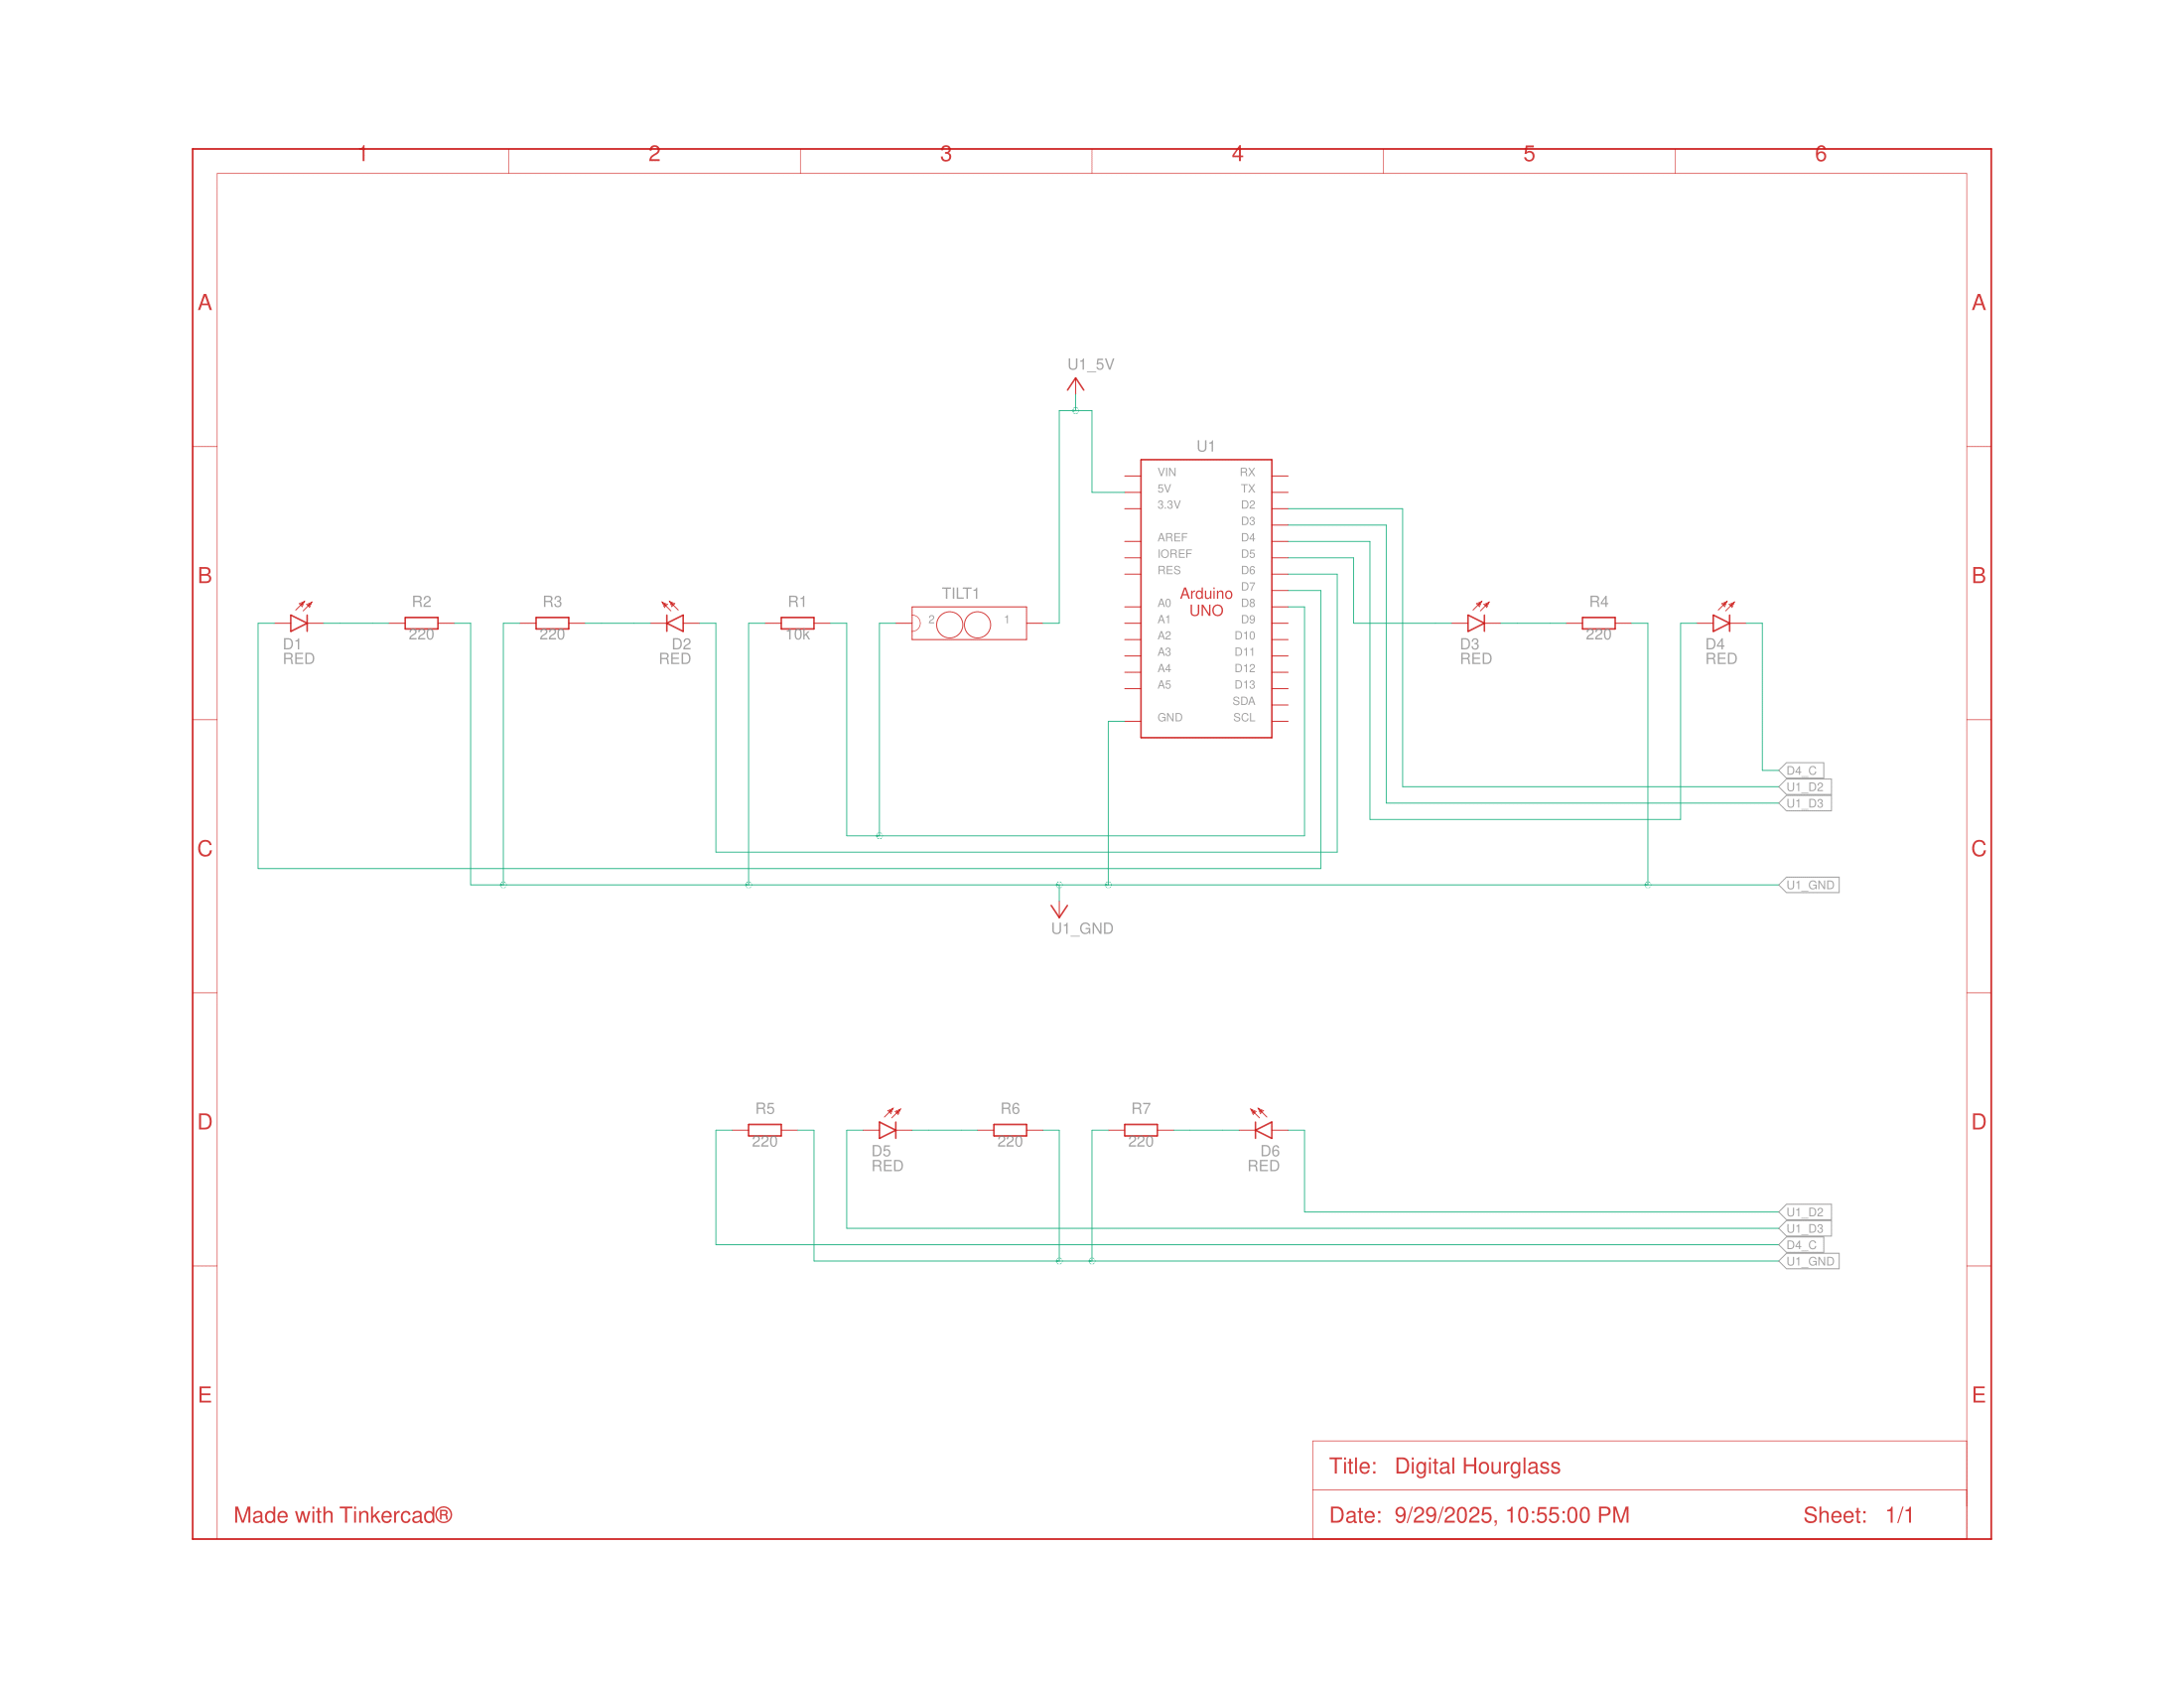 1 2 3 4 5 6
A A
U1_5V
U1
VIN RX
5V TX
3.3V D2
D3
AREF D4
IOREF D5
RES D6
D7
Arduino
UNO
A0 D8
A1 D9
A2 D10
A3 D11
A4 D12
A5 D13
SDA
GND SCL
B B
R2 R3 R1 TILT1 R4
2 1
220 220 10k 220
D1 D2 D3 D4
RED RED RED RED
D4_C
U1_D2
U1_D3
C C
U1_GND
U1_GND
R5 R6 R7
D D
220 220 220
D5 D6
RED RED
U1_D2
U1_D3
D4_C
U1_GND
E E
Title: Digital Hourglass
Made with Tinkercad®
Date: 9/29/2025, 10:55:00 PM Sheet: 1/1